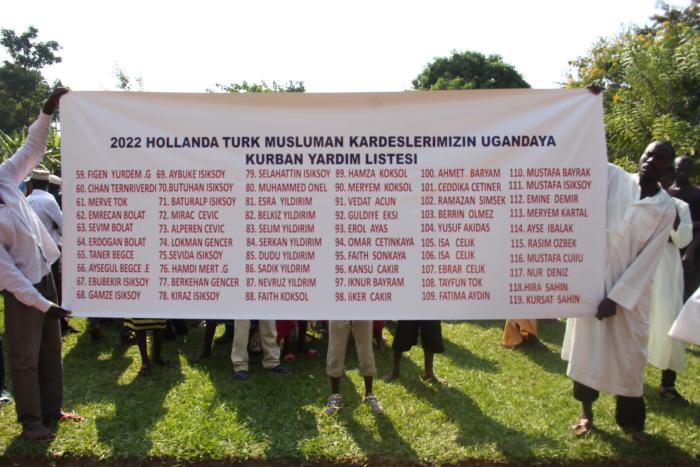 2022 HOLLANDA TURK MUSLUMAN KARDESLERIMIZIN UGANDAYA
KURBAN YARDIM LISTESI
59. FIGEN YURDEM .G
60. CIHAN TERNRIVERDI
61. MERVE TOK
62. EMRECAN BOLAT
63. SEVIM BOLAT
64. ERDOGAN BOLAT
65. TANER BEGCE
66. AYSEGUL BEGCE .E
67. EBUBEKIR ISIKSOY
68. GAMZE ISIKSOY
69. AYBUKE ISIKSOY
70.BUTUHAN ISIKSOY
71. BATURALP ISIKSOY
72. MIRAC CEVIC
73. ALPEREN CEVIC
74. LOKMAN GENCER
75.SEVIDA ISIKSOY
76. HAMDI MERT .G
77. BERKEHAN GENCER
78. KIRAZ ISIKSOY
79. SELAHATTIN ISIKSOY
80. MUHAMMED ONEL
81. ESRA YILDIRIM
82. BELKIZ YILDIRIM
83. SELIM YILDIRIM
84. SERKAN YILDIRIM
85. DUDU YILDIRIM
86. SADIK YILDIRIM
87. NEVRUZ YILDIRIM
88. FAITH KOKSOL
89. HAMZA KOKSOL
90. MERYEM KOKSOL
91. VEDAT ACUN
92. GULDIYE EKSI
93. EROL AYAS
94. OMAR CETINKAYA
95. FAITH SONKAYA
96. KANSU CAKIR
97. IKNUR BAYRAM
98. IiKER CAKIR
100. AHMET BARYAM
101. CEDDIKA CETINER
102. RAMAZAN SIMSEK
103. BERRIN OLMEZ
104. YUSUF AKIDAS
105. ISA CELIK
106. ISA CELIK
107. EBRAR CELIK
108. TAYFUN TOK
109. FATIMA AYDIN
110. MUSTAFA BAYRAK
111. MUSTAFA ISIKSOY
112. EMINE DEMIR
113. MERYEM KARTAL
114. AYSE IBALAK
115. RASIM OZBEK
116. MUSTAFA CUIIU
117. NUR DENIZ
118.HIRA SAHIN
119. KURSAT SAHIN